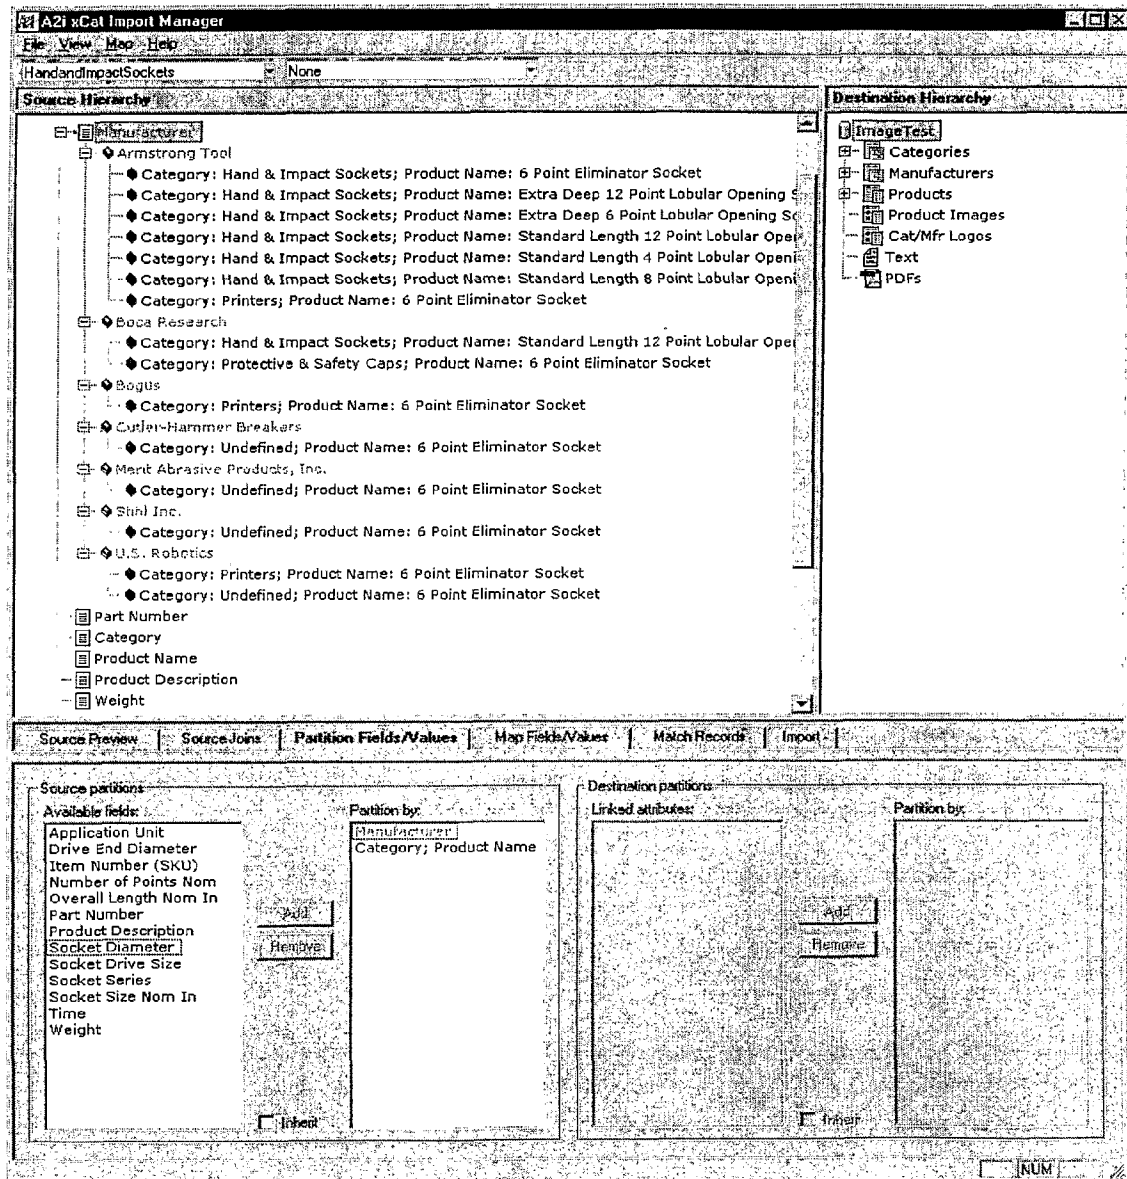 A2i xCat Import Manager
File View Map Help
HandandImpactSockets None
Source Hierarchy
Manufacturer
Armstrong Tool
Category: Hand & Impact Sockets; Product Name: 6 Point Eliminator Socket
Category: Hand & Impact Sockets; Product Name: Extra Deep 12 Point Lobular Opening S
Category: Hand & Impact Sockets; Product Name: Extra Deep 6 Point Lobular Opening So
Category: Hand & Impact Sockets; Product Name: Standard Length 12 Point Lobular Open
Category: Hand & Impact Sockets; Product Name: Standard Length 4 Point Lobular Openi
Category: Hand & Impact Sockets; Product Name: Standard Length 8 Point Lobular Openi
Category: Printers; Product Name: 6 Point Eliminator Socket
Boca Research
Category: Hand & Impact Sockets; Product Name: Standard Length 12 Point Lobular Oper
Category: Protective & Safety Caps; Product Name: 6 Point Eliminator Socket
Bogus
Category: Printers; Product Name: 6 Point Eliminator Socket
Cutler-Hammer Breakers
Category: Undefined; Product Name: 6 Point Eliminator Socket
Merit Abrasive Products, Inc.
Category: Undefined; Product Name: 6 Point Eliminator Socket
Stihl Inc.
Category: Undefined; Product Name: 6 Point Eliminator Socket
U.S. Robotics
Category: Printers; Product Name: 6 Point Eliminator Socket
Category: Undefined; Product Name: 6 Point Eliminator Socket
Part Number
Category
Product Name
Product Description
Weight
Destination Hierarchy
ImageTest
Categories
Manufacturers
Products
Product Images
Cat/Mfr Logos
Text
PDFs
Source Preview Source Joins Partition Fields/Values Map Fields/Values Match Records Import
Source partitions
Available fields:
Application Unit
Drive End Diameter
Item Number (SKU)
Number of Points Nom
Overall Length Nom In
Part Number
Product Description
Socket Diameter
Socket Drive Size
Socket Series
Socket Size Nom In
Time
Weight
Add
Remove
Inherit
Partition by:
Manufacturer
Category; Product Name
Destination partitions
Linked attributes:
Add
Remove
Inherit
Partition by:
NUM